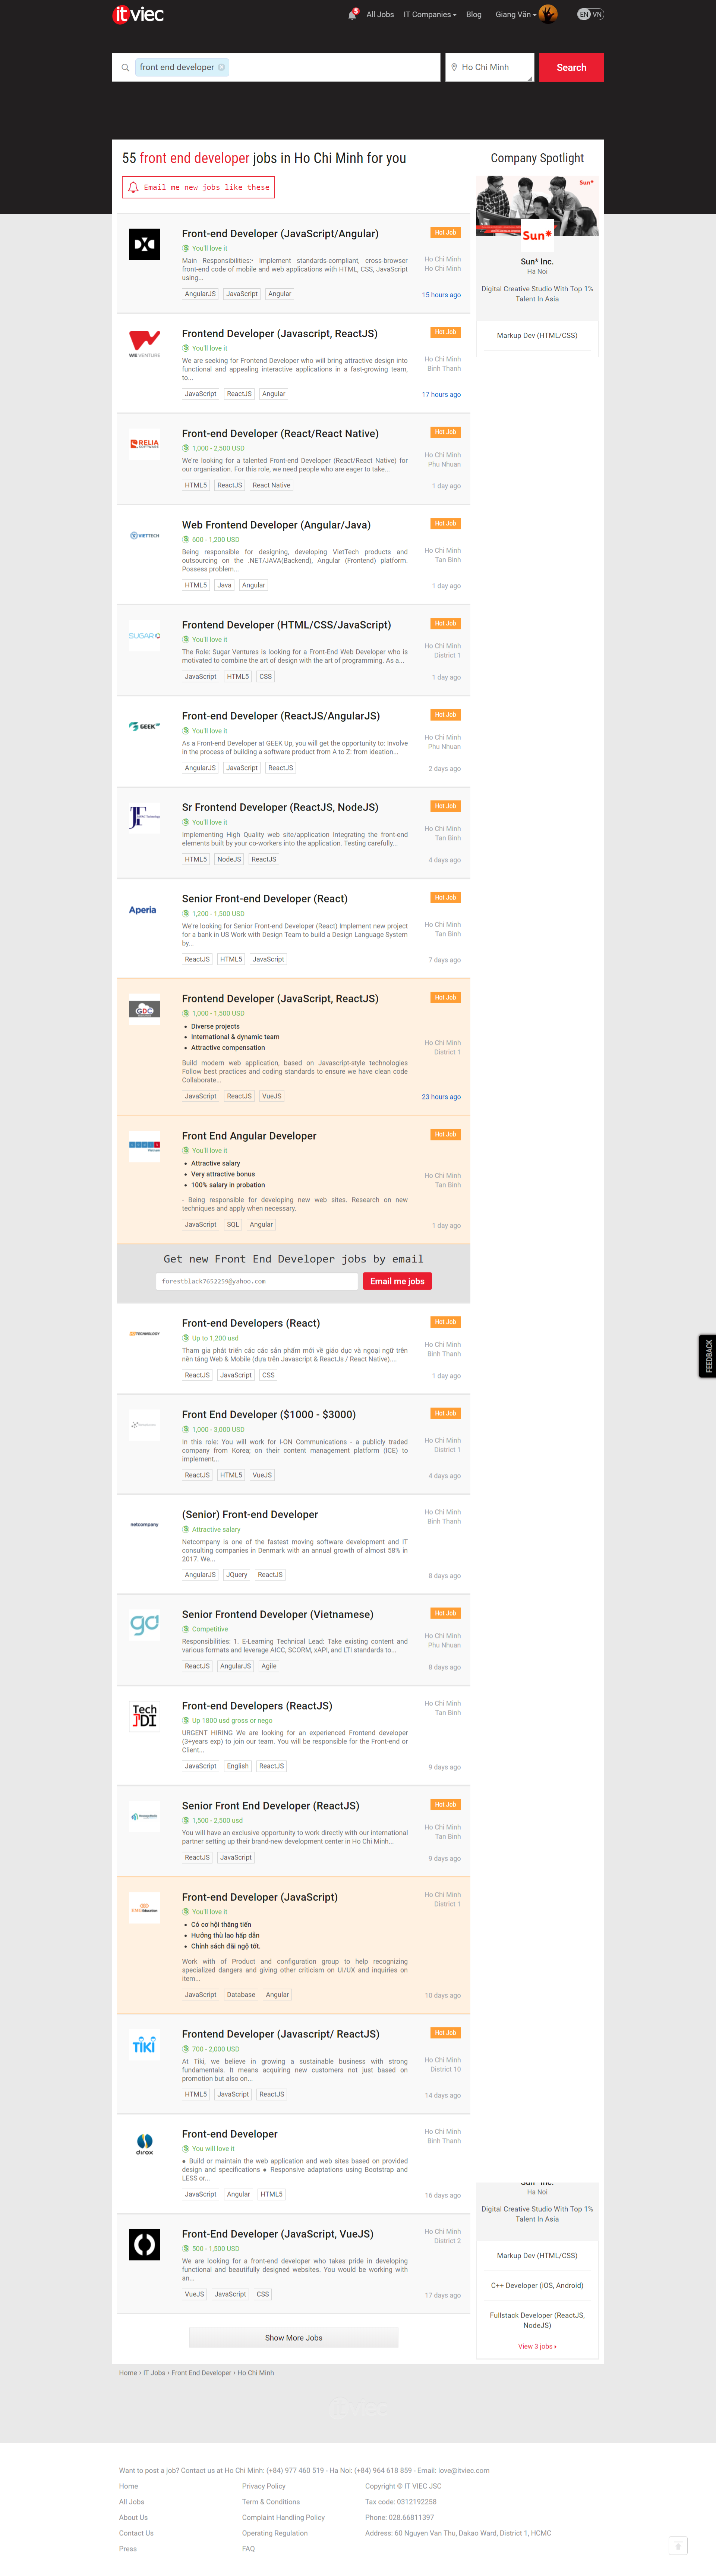 itviec
5
All Jobs
IT Companies
Blog
Giang Văn
EN VN
front end developer
Ho Chi Minh
Search
55 front end developer jobs in Ho Chi Minh for you
Email me new jobs like these
Company Spotlight
Sun*
Sun*
Sun* Inc.
Ha Noi
Digital Creative Studio With Top 1%
Talent In Asia
Markup Dev (HTML/CSS)
Front-end Developer (JavaScript/Angular)
Hot Job
You'll love it
Main Responsibilities:• Implement standards-compliant, cross-browser
front-end code of mobile and web applications with HTML, CSS, JavaScript
using...
Ho Chi Minh
Ho Chi Minh
AngularJS JavaScript Angular
15 hours ago
WEVENTURE
Frontend Developer (Javascript, ReactJS)
Hot Job
You'll love it
We are seeking for Frontend Developer who will bring attractive design into
functional and appealing interactive applications in a fast-growing team,
to...
Ho Chi Minh
Binh Thanh
JavaScript ReactJS Angular
17 hours ago
RELIA
SOFTWARE
Front-end Developer (React/React Native)
Hot Job
1,000 - 2,500 USD
We're looking for a talented Front-end Developer (React/React Native) for
our organisation. For this role, we need people who are eager to take...
Ho Chi Minh
Phu Nhuan
HTML5 ReactJS React Native
1 day ago
VIETTECH
Web Frontend Developer (Angular/Java)
Hot Job
600 - 1,200 USD
Being responsible for designing, developing VietTech products and
outsourcing on the .NET/JAVA(Backend), Angular (Frontend) platform.
Possess problem...
Ho Chi Minh
Tan Binh
HTML5 Java Angular
1 day ago
SUGAR
Frontend Developer (HTML/CSS/JavaScript)
Hot Job
You'll love it
The Role: Sugar Ventures is looking for a Front-End Web Developer who is
motivated to combine the art of design with the art of programming. As a...
Ho Chi Minh
District 1
JavaScript HTML5 CSS
1 day ago
GEEK UP
Front-end Developer (ReactJS/AngularJS)
Hot Job
You'll love it
As a Front-end Developer at GEEK Up, you will get the opportunity to: Involve
in the process of building a software product from A to Z: from ideation...
Ho Chi Minh
Phu Nhuan
AngularJS JavaScript ReactJS
2 days ago
Sr Frontend Developer (ReactJS, NodeJS)
Hot Job
You'll love it
Implementing High Quality web site/application Integrating the front-end
elements built by your co-workers into the application. Testing carefully...
Ho Chi Minh
Tan Binh
HTML5 NodeJS ReactJS
4 days ago
Aperia
Senior Front-end Developer (React)
Hot Job
1,200 - 1,500 USD
We're looking for Senior Front-end Developer (React) Implement new project
for a bank in US Work with Design Team to build a Design Language System
by...
Ho Chi Minh
Tan Binh
ReactJS HTML5 JavaScript
7 days ago
GDC
Frontend Developer (JavaScript, ReactJS)
Hot Job
1,000 - 1,500 USD
• Diverse projects
• International & dynamic team
• Attractive compensation
Build modern web application, based on Javascript-style technologies
Follow best practices and coding standards to ensure we have clean code
Collaborate...
Ho Chi Minh
District 1
JavaScript ReactJS VueJS
23 hours ago
Front End Angular Developer
Hot Job
You'll love it
• Attractive salary
• Very attractive bonus
• 100% salary in probation
- Being responsible for developing new web sites. Research on new
techniques and apply when necessary.
Ho Chi Minh
Tan Binh
JavaScript SQL Angular
1 day ago
Get new Front End Developer jobs by email
forestblack7652259@yahoo.com
Email me jobs
Front-end Developers (React)
Hot Job
Up to 1,200 usd
Tham gia phát triển các các sản phẩm mới về giáo dục và ngoại ngữ trên
nền tảng Web & Mobile (dựa trên Javascript & ReactJs / React Native)....
Ho Chi Minh
Binh Thanh
ReactJS JavaScript CSS
1 day ago
Front End Developer ($1000 - $3000)
Hot Job
1,000 - 3,000 USD
In this role: You will work for I-ON Communications - a publicly traded
company from Korea; on their content management platform (ICE) to
implement...
Ho Chi Minh
District 1
ReactJS HTML5 VueJS
4 days ago
netcompany
(Senior) Front-end Developer
Attractive salary
Netcompany is one of the fastest moving software development and IT
consulting companies in Denmark with an annual growth of almost 58% in
2017. We...
Ho Chi Minh
Binh Thanh
AngularJS JQuery ReactJS
8 days ago
go1
Senior Frontend Developer (Vietnamese)
Hot Job
Competitive
Responsibilities: 1. E-Learning Technical Lead: Take existing content and
various formats and leverage AICC, SCORM, xAPI, and LTI standards to...
Ho Chi Minh
Phu Nhuan
ReactJS AngularJS Agile
8 days ago
Tech
JDI
Front-end Developers (ReactJS)
Up 1800 usd gross or nego
URGENT HIRING We are looking for an experienced Frontend developer
(3+years exp) to join our team. You will be responsible for the Front-end or
Client...
Ho Chi Minh
Tan Binh
JavaScript English ReactJS
9 days ago
Senior Front End Developer (ReactJS)
Hot Job
1,500 - 2,500 usd
You will have an exclusive opportunity to work directly with our international
partner setting up their brand-new development center in Ho Chi Minh...
Ho Chi Minh
Tan Binh
ReactJS JavaScript
9 days ago
Front-end Developer (JavaScript)
You'll love it
• Có cơ hội thăng tiến
• Hưởng thù lao hấp dẫn
• Chính sách đãi ngộ tốt.
Work with of Product and configuration group to help recognizing
specialized dangers and giving other criticism on UI/UX and inquiries on
item...
Ho Chi Minh
District 1
JavaScript Database Angular
10 days ago
TIKI
Frontend Developer (Javascript/ ReactJS)
Hot Job
700 - 2,000 USD
At Tiki, we believe in growing a sustainable business with strong
fundamentals. It means acquiring new customers not just based on
promotion but also on...
Ho Chi Minh
District 10
HTML5 JavaScript ReactJS
14 days ago
dirox
Front-end Developer
You will love it
● Build or maintain the web application and web sites based on provided
design and specifications ● Responsive adaptations using Bootstrap and
LESS or...
Ho Chi Minh
Binh Thanh
JavaScript Angular HTML5
16 days ago
Front-End Developer (JavaScript, VueJS)
500 - 1,500 USD
We are looking for a front-end developer who takes pride in developing
functional and beautifully designed websites. You would be working with
an...
Ho Chi Minh
District 2
VueJS JavaScript CSS
17 days ago
Sun* Inc.
Ha Noi
Digital Creative Studio With Top 1%
Talent In Asia
Markup Dev (HTML/CSS)
C++ Developer (iOS, Android)
Fullstack Developer (ReactJS,
NodeJS)
View 3 jobs
Show More Jobs
FEEDBACK
Home › IT Jobs › Front End Developer › Ho Chi Minh
itviec
Want to post a job? Contact us at Ho Chi Minh: (+84) 977 460 519 - Ha Noi: (+84) 964 618 859 - Email: love@itviec.com
Home
All Jobs
About Us
Contact Us
Press
Privacy Policy
Term & Conditions
Complaint Handling Policy
Operating Regulation
FAQ
Copyright © IT VIEC JSC
Tax code: 0312192258
Phone: 028.66811397
Address: 60 Nguyen Van Thu, Dakao Ward, District 1, HCMC